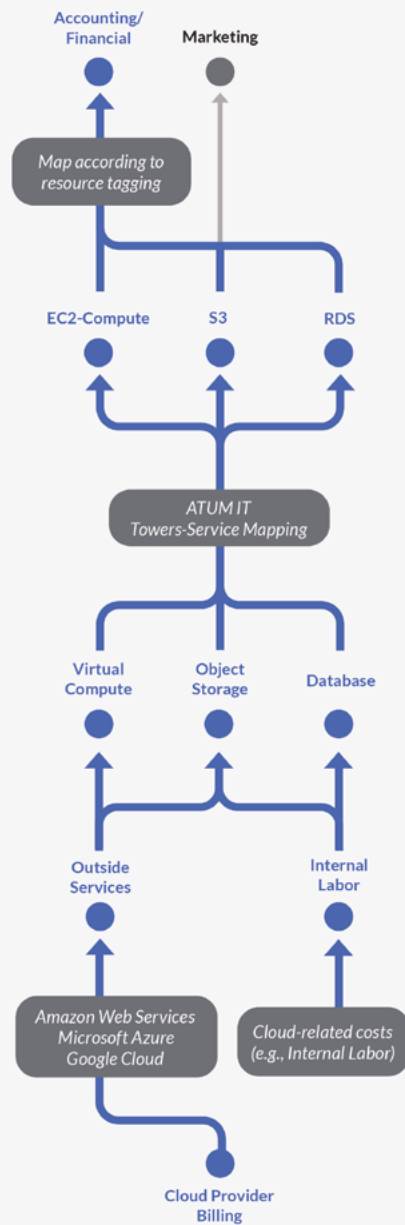 Accounting/
Financial
Marketing
Map according to
resource tagging
EC2-Compute
S3
RDS
ATUM IT
Towers-Service Mapping
Virtual
Compute
Object
Storage
Database
Outside
Services
Internal
Labor
Amazon Web Services
Microsoft Azure
Google Cloud
Cloud-related costs
(e.g., Internal Labor)
Cloud Provider
Billing